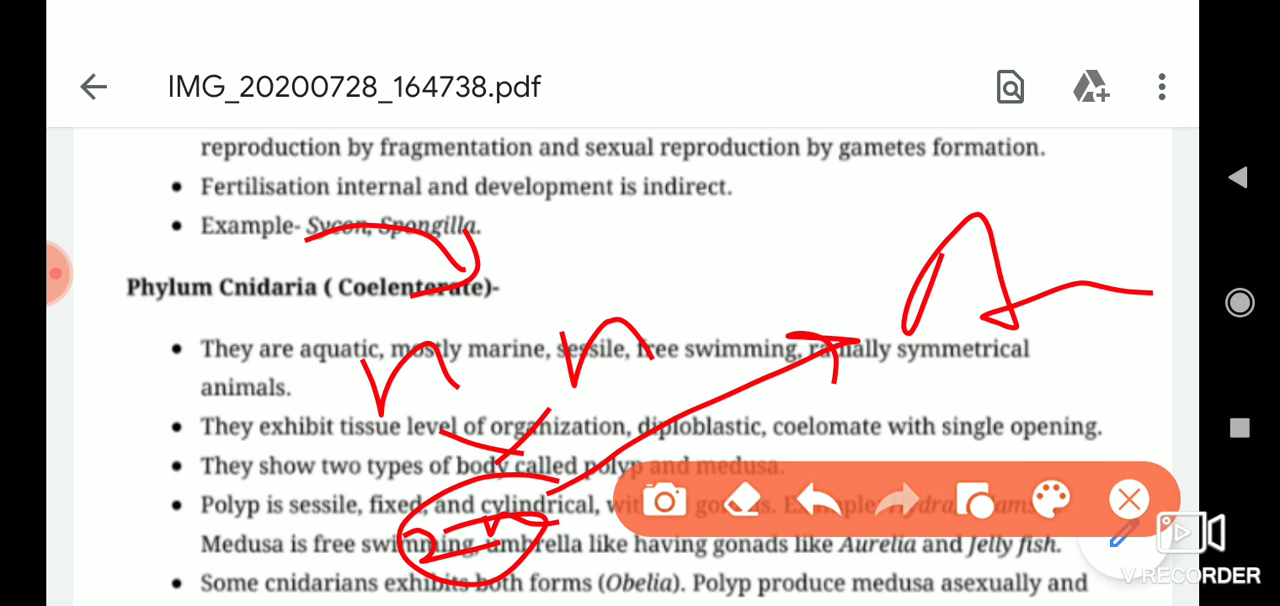 IMG_20200728_164738.pdf
reproduction by fragmentation and sexual reproduction by gametes formation.
• Fertilisation internal and development is indirect.
• Example- Sycon, Spongilla.
Phylum Cnidaria ( Coelenterate)-
• They are aquatic, mostly marine, sessile, free swimming, radially symmetrical
animals.
• They exhibit tissue level of organization, diploblastic, coelomate with single opening.
• They show two types of body called polyp and medusa.
• Polyp is sessile, fixed, and cylindrical,
Medusa is free swimming, umbrella like having gonads like Aurelia and Jelly fish.
• Some cnidarians exhibits both forms (Obelia). Polyp produce medusa asexually and
V RECORDER